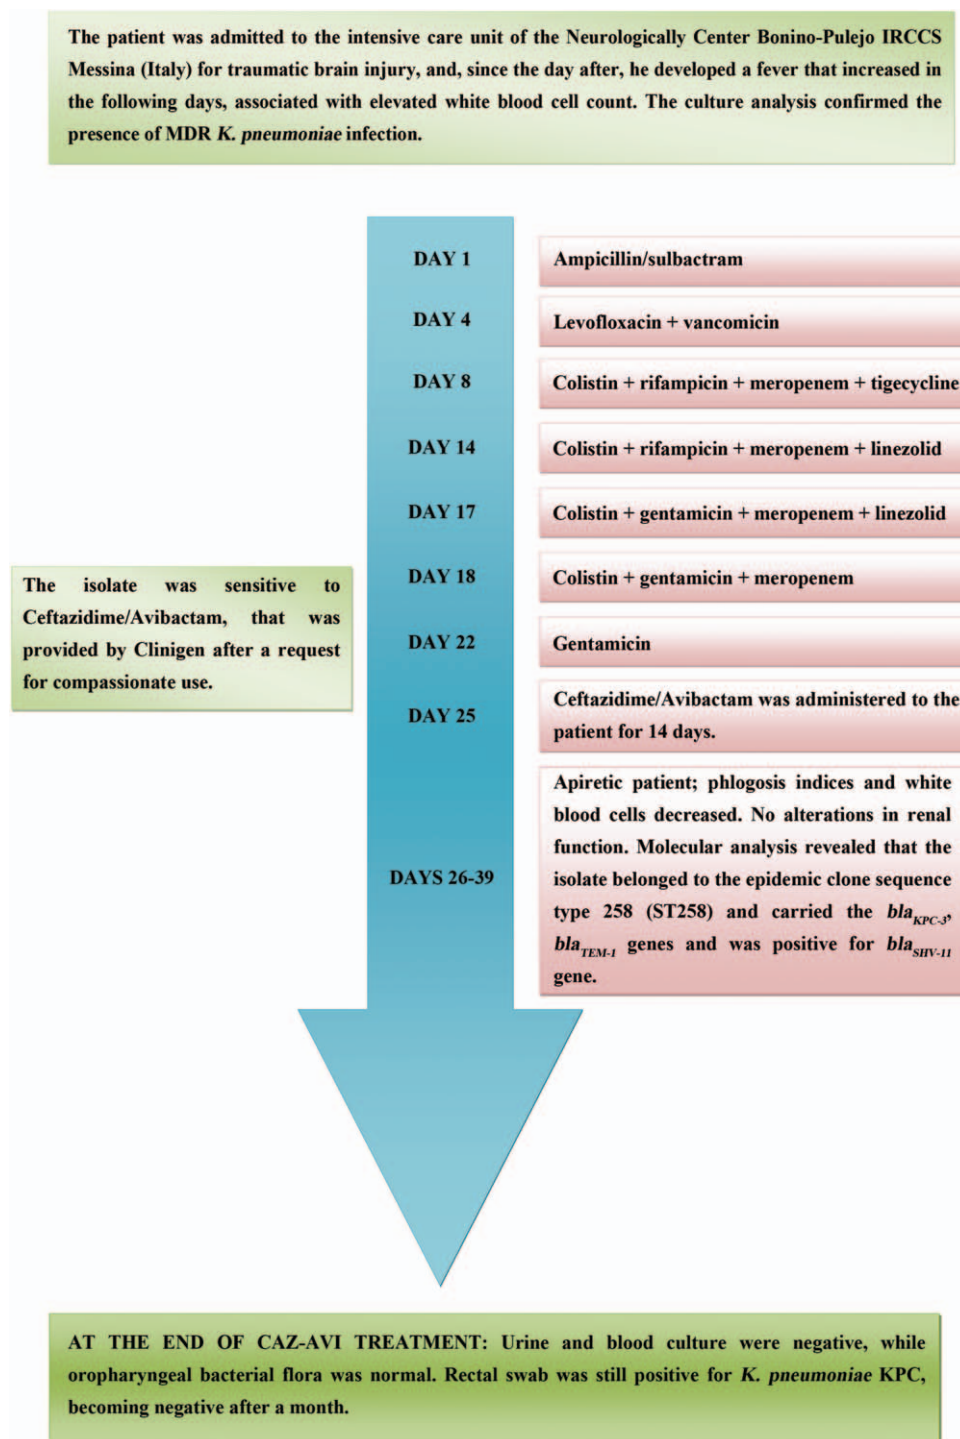 The patient was admitted to the intensive care unit of the Neurologically Center Bonino-Pulejo IRCCS
Messina (Italy) for traumatic brain injury, and, since the day after, he developed a fever that increased in
the following days, associated with elevated white blood cell count. The culture analysis confirmed the
presence of MDR K. pneumoniae infection.
DAY 1
Ampicillin/sulbactram
DAY 4
Levofloxacin + vancomicin
DAY 8
Colistin + rifampicin + meropenem + tigecycline
DAY 14
Colistin + rifampicin + meropenem + linezolid
DAY 17
Colistin + gentamicin + meropenem + linezolid
DAY 18
Colistin + gentamicin + meropenem
The isolate was sensitive to
Ceftazidime/Avibactam, that was
provided by Clinigen after a request
for compassionate use.
DAY 22
Gentamicin
DAY 25
Ceftazidime/Avibactam was administered to the
patient for 14 days.
DAYS 26-39
Apiretic patient; phlogosis indices and white
blood cells decreased. No alterations in renal
function. Molecular analysis revealed that the
isolate belonged to the epidemic clone sequence
type 258 (ST258) and carried the bla KPC-3,
bla TEM-1 genes and was positive for bla SHV-11
gene.
AT THE END OF CAZ-AVI TREATMENT: Urine and blood culture were negative, while
oropharyngeal bacterial flora was normal. Rectal swab was still positive for K. pneumoniae KPC,
becoming negative after a month.